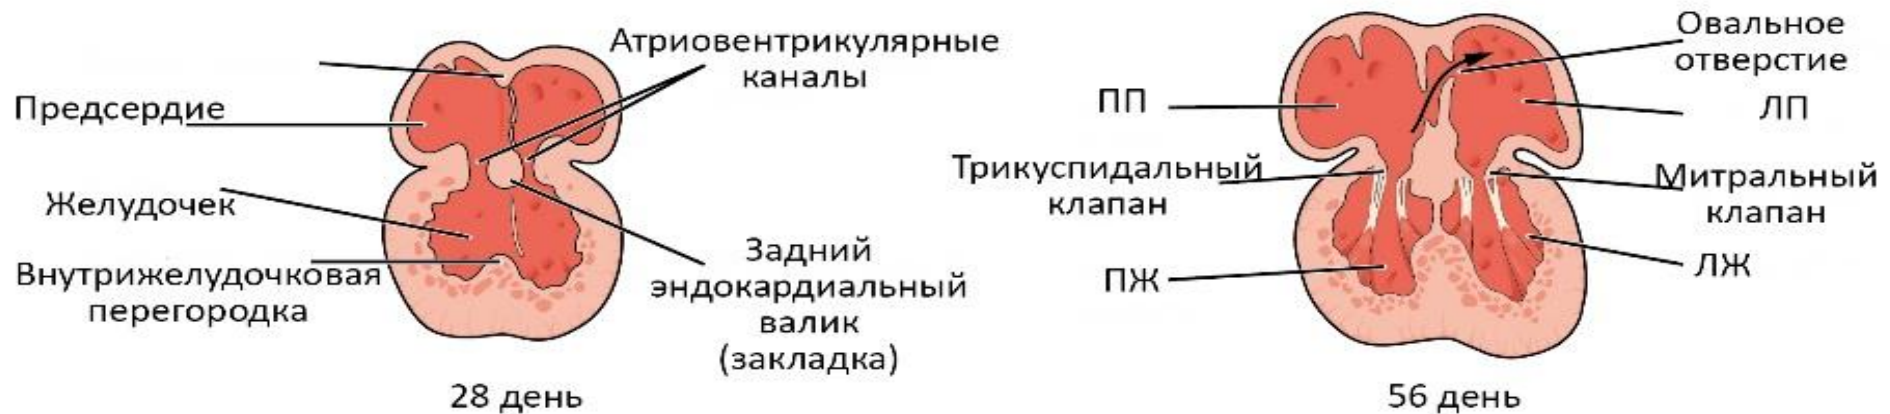 Атриовентрикулярные
каналы
Предсердие
Желудочек
Внутрижелудочковая
перегородка
Задний
эндокардиальный
валик
(закладка)
28 день
Овальное
отверстие
ПП
ЛП
Трикуспидальный
клапан
Митральный
клапан
ПЖ
ЛЖ
56 день